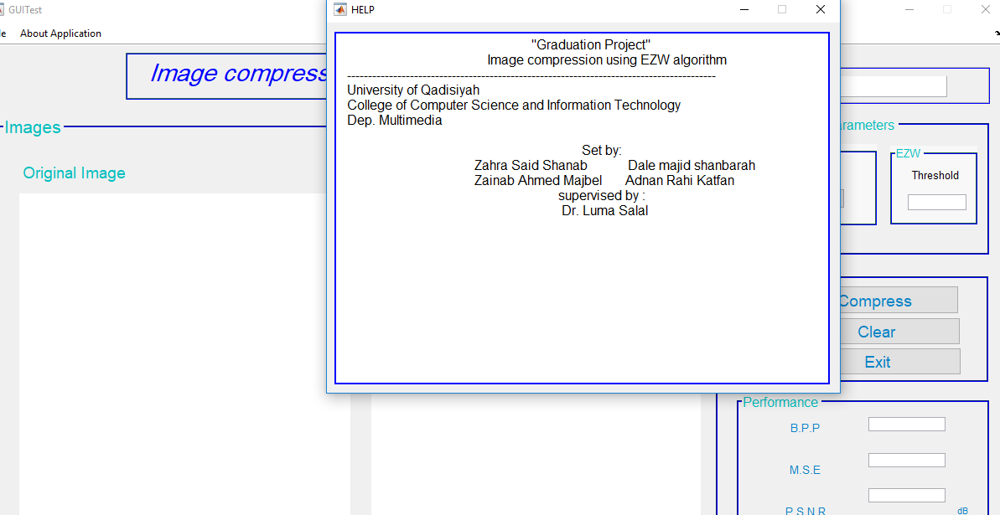 GUITest
HELP
About Application
"Graduation Project"
Image compression using EZW algorithm
--------------------------------------------------------------------------------
University of Qadisiyah
College of Computer Science and Information Technology
Dep. Multimedia
Set by:
Zahra Said Shanab Dale majid shanbarah
Zainab Ahmed Majbel Adnan Rahi Katfan
supervised by :
Dr. Luma Salal
Image compress
Images
Original Image
rameters
EZW
Threshold
Compress
Clear
Exit
Performance
B.P.P
M.S.E
P.S.N.R
dB